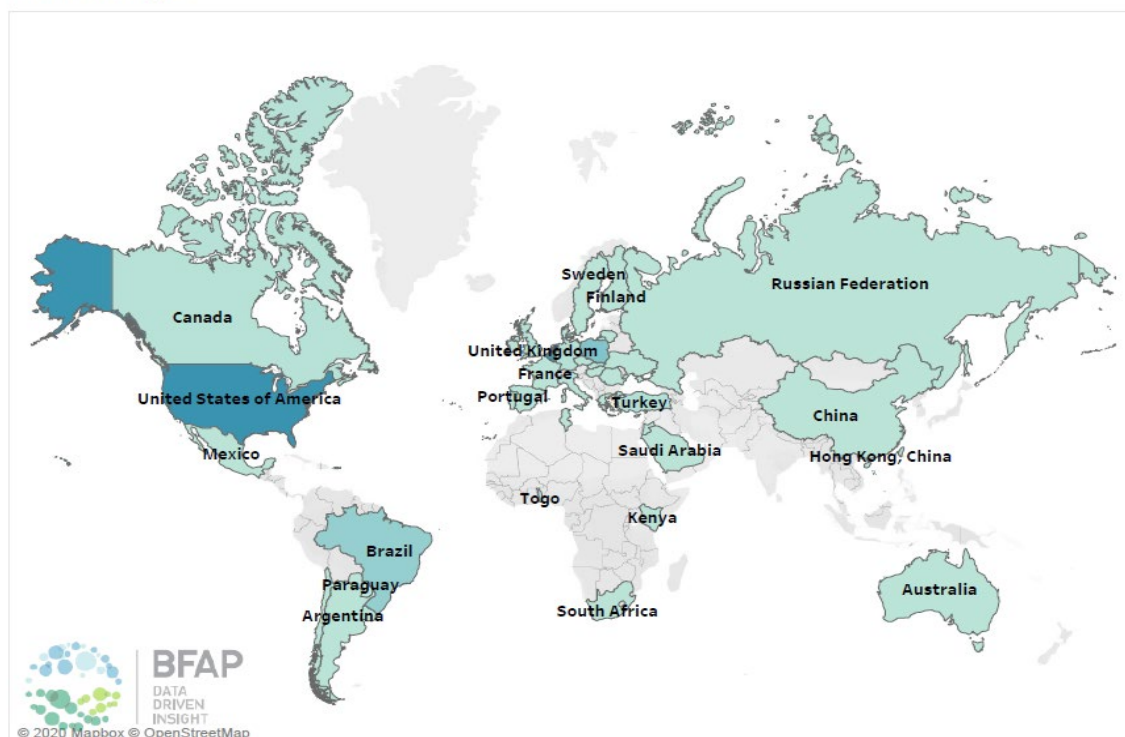 Sweden
Finland
Russian Federation
Canada
United Kingdom
France
Portugal
Turkey
United States of America
China
Mexico
Saudi Arabia
Hong Kong, China
Togo
Kenya
Brazil
Paraguay
Argentina
South Africa
Australia
BFAP
DATA
DRIVEN
INSIGHT
© 2020 Mapbox © OpenStreetMap